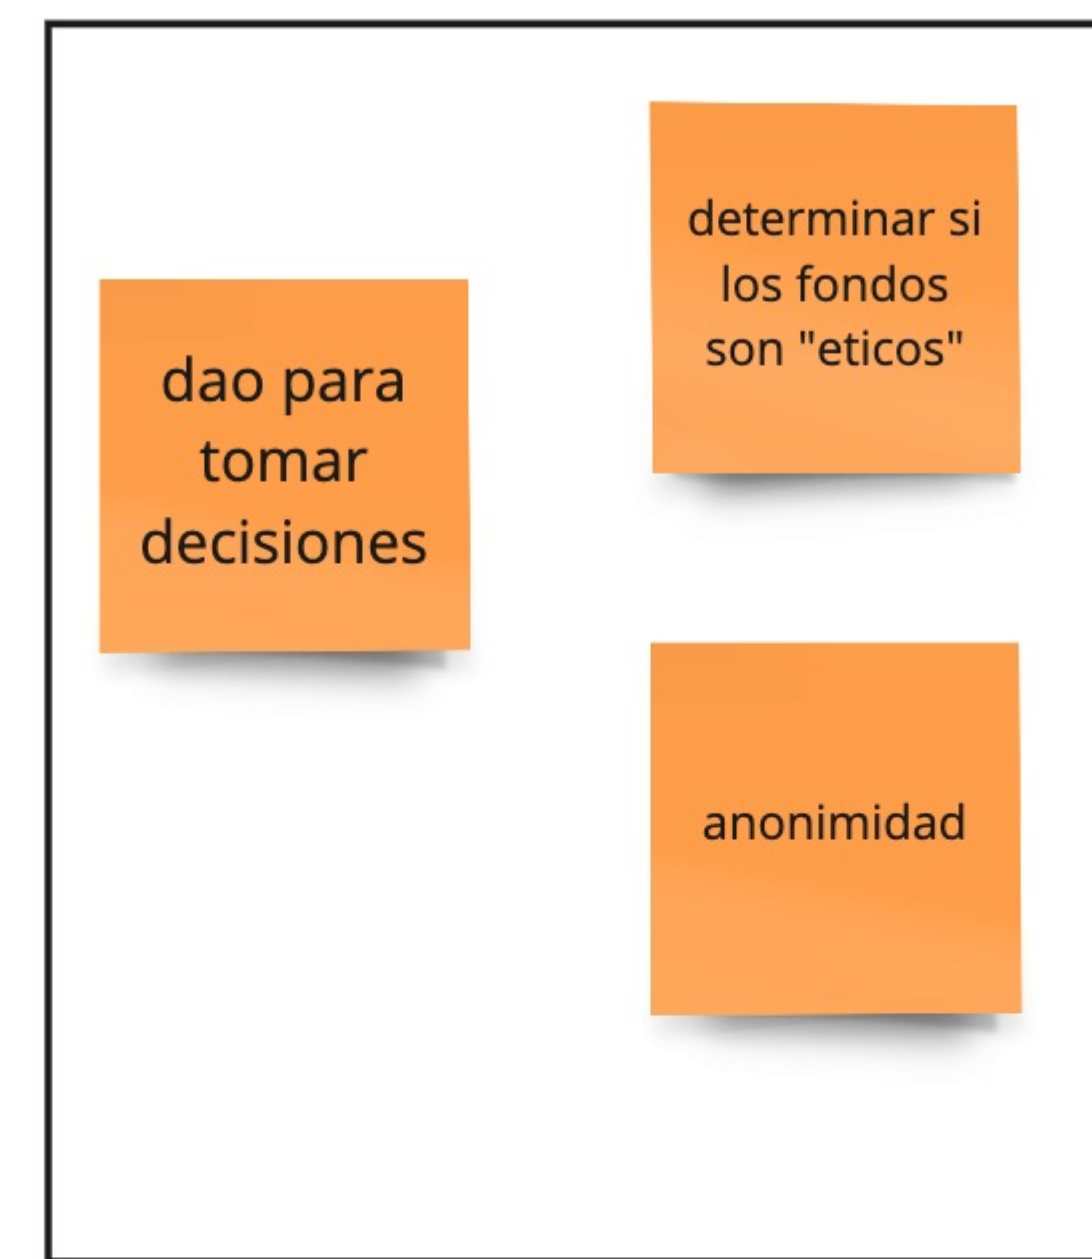 dao para
tomar
decisiones
determinar si
los fondos
son "eticos"
anonimidad